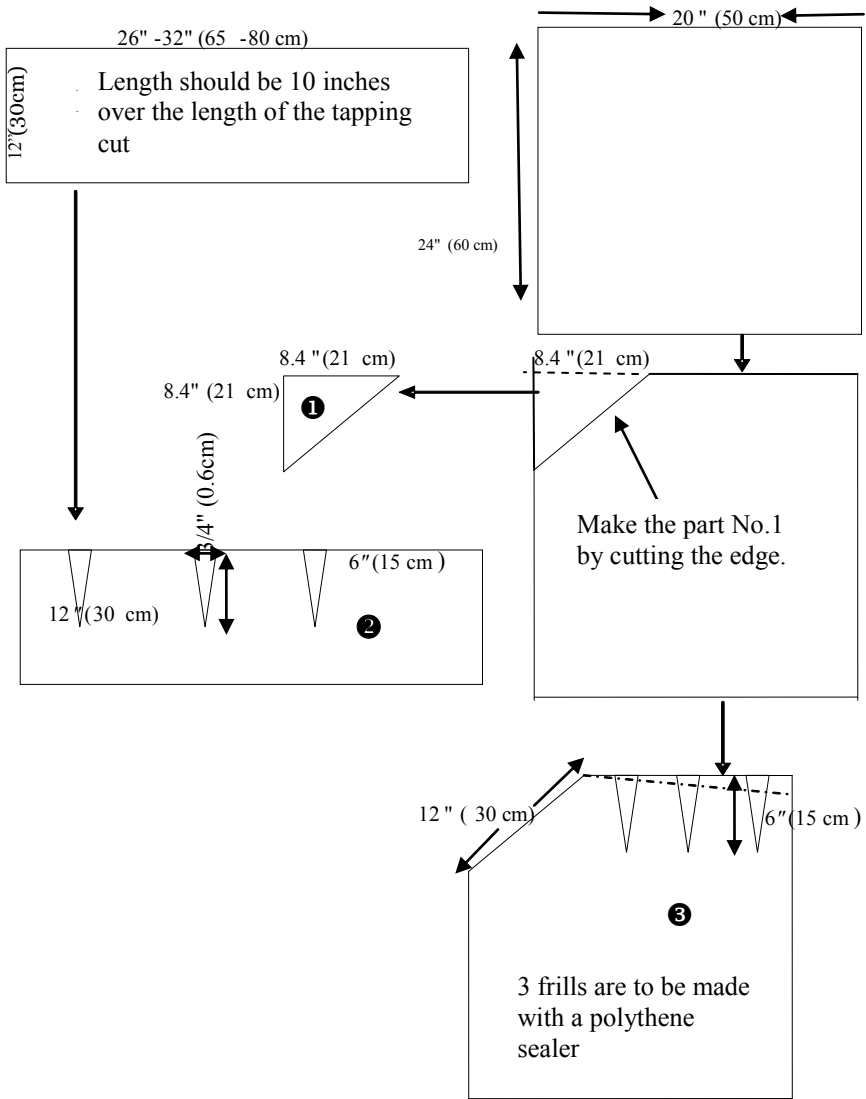 26" -32" (65 -80 cm)
12"(30cm)
Length should be 10 inches
over the length of the tapping
cut
20 " (50 cm)
24" (60 cm)
8.4 "(21 cm)
8.4" (21 cm)
❶
8.4 "(21 cm)
Make the part No.1
by cutting the edge.
3/4" (0.6cm)
6"(15 cm )
12 "(30 cm)
❷
12 " ( 30 cm)
6"(15 cm )
❸
3 frills are to be made
with a polythene
sealer